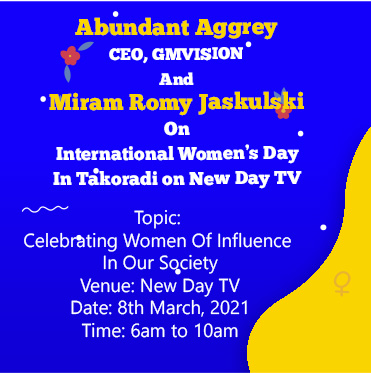 Abundant Aggrey
CEO, GMVISION
And
Miram Romy Jaskulski
On
International Women's Day
In Takoradi on New Day TV
Topic:
Celebrating Women Of Influence
In Our Society
Venue: New Day TV
Date: 8th March, 2021
Time: 6am to 10am